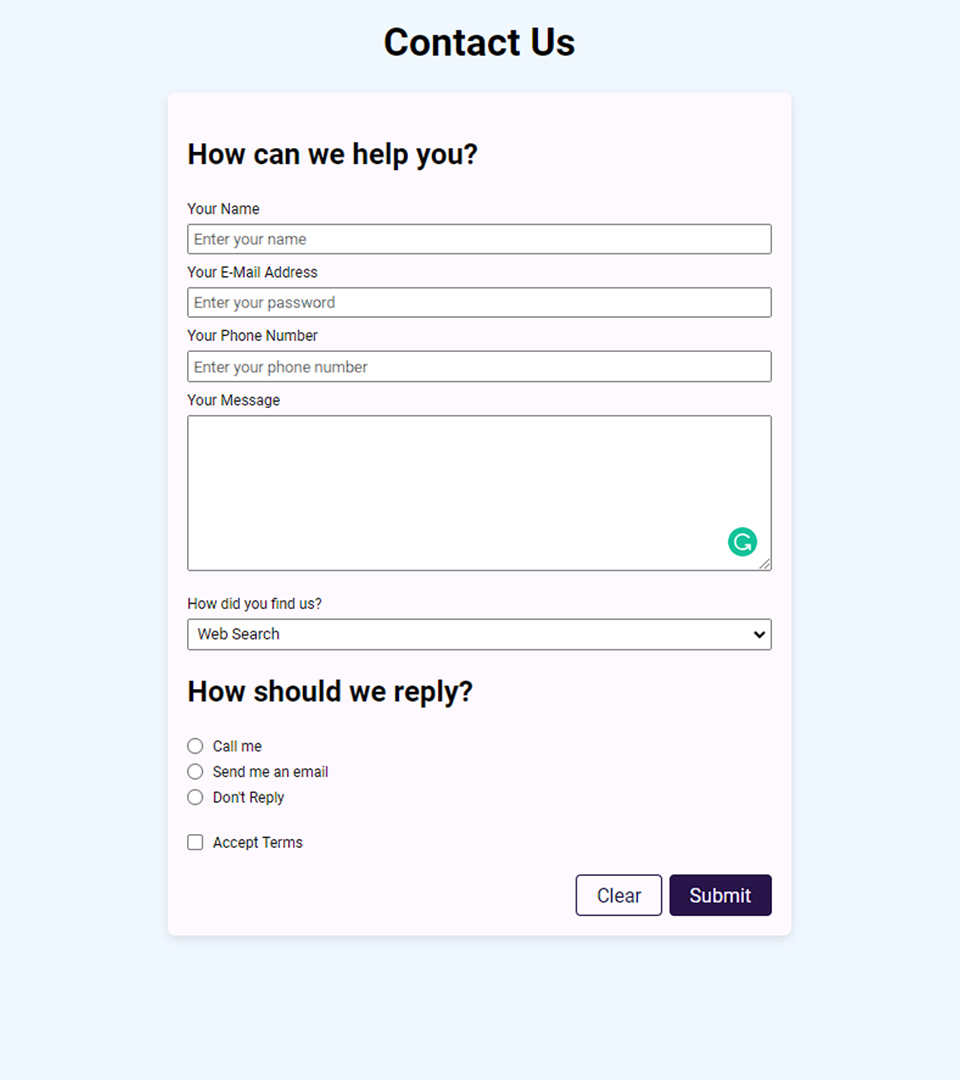 Contact Us
How can we help you?
Your Name
Enter your name
Your E-Mail Address
Enter your password
Your Phone Number
Enter your phone number
Your Message
How did you find us?
Web Search
How should we reply?
Call me
Send me an email
Don't Reply
Accept Terms
Clear Submit